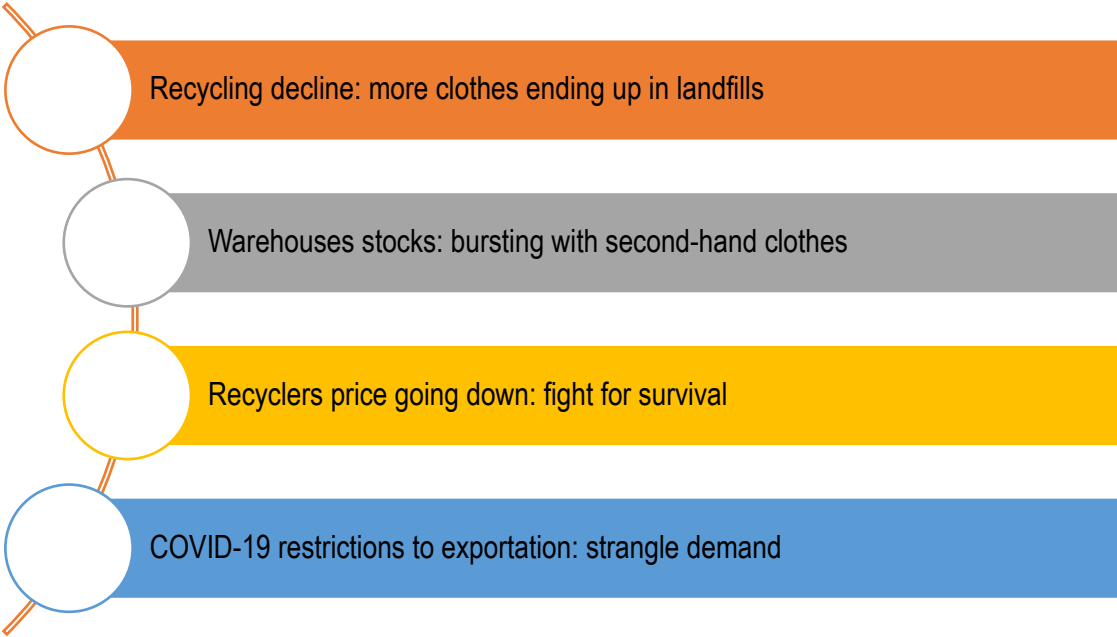 Recycling decline: more clothes ending up in landfills
Warehouses stocks: bursting with second-hand clothes
Recyclers price going down: fight for survival
COVID-19 restrictions to exportation: strangle demand